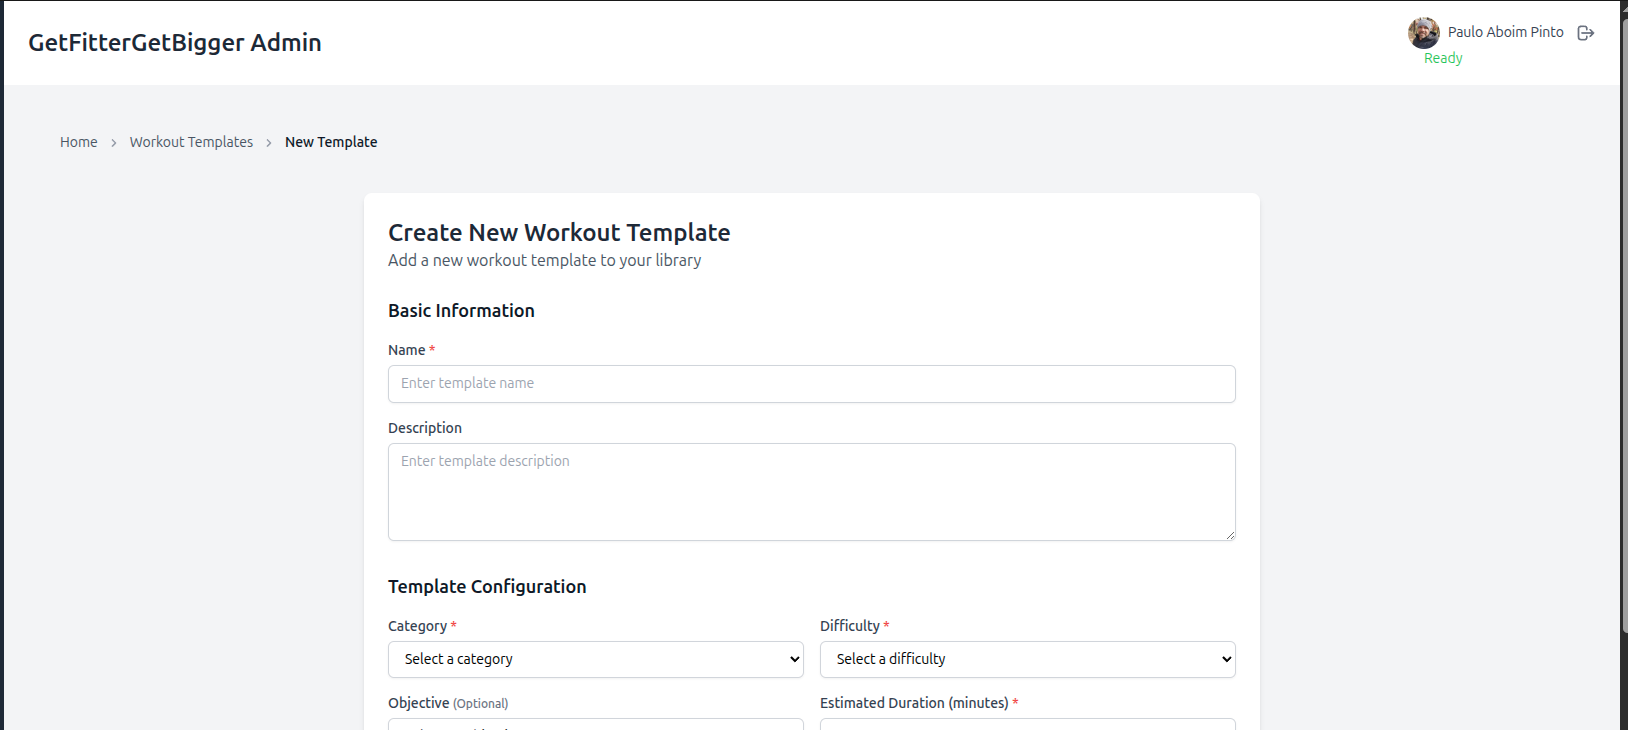 GetFitterGetBigger Admin
Paulo Aboim Pinto
Ready
Home > Workout Templates > New Template
Create New Workout Template
Add a new workout template to your library
Basic Information
Name *
Enter template name
Description
Enter template description
Template Configuration
Category *
Difficulty *
Select a category
Select a difficulty
Objective (Optional)
Estimated Duration (minutes) *